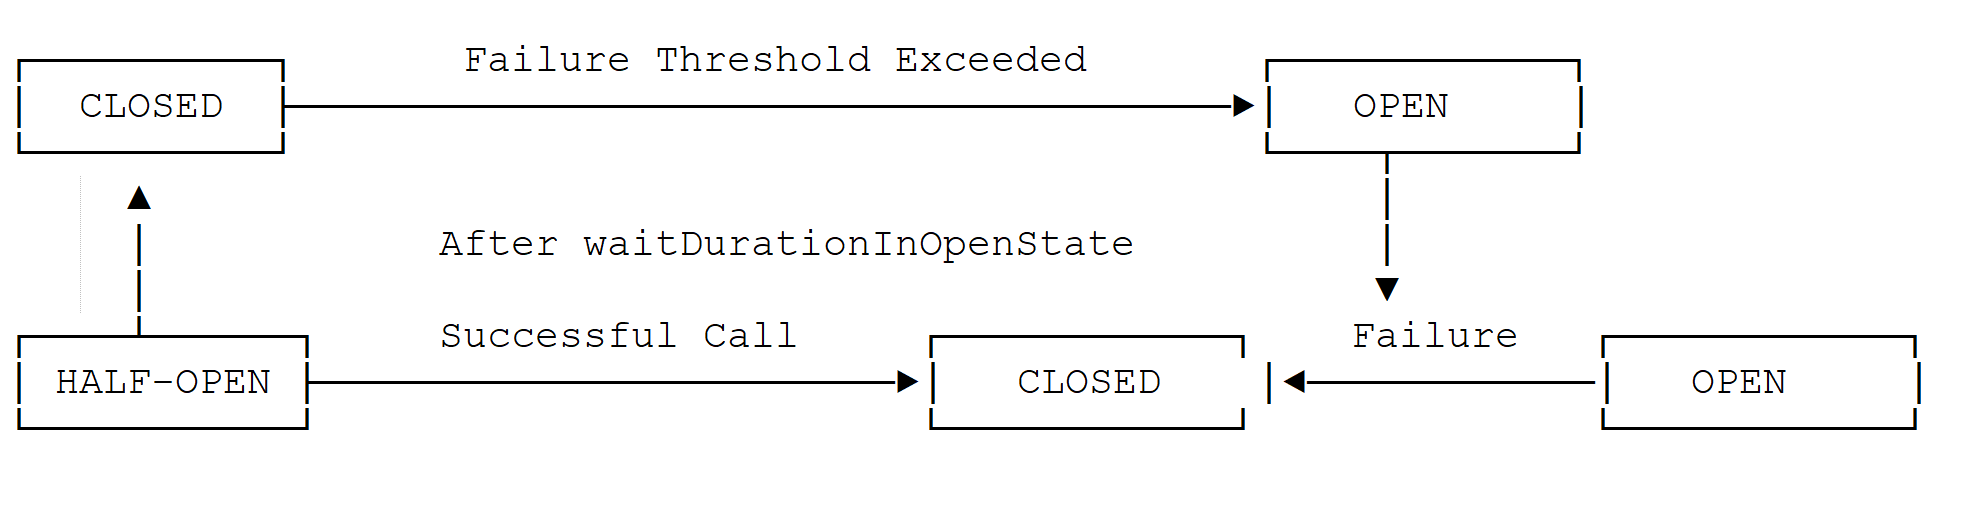 Failure Threshold Exceeded
CLOSED OPEN
After waitDurationInOpenState
Successful Call Failure
HALF-OPEN CLOSED OPEN